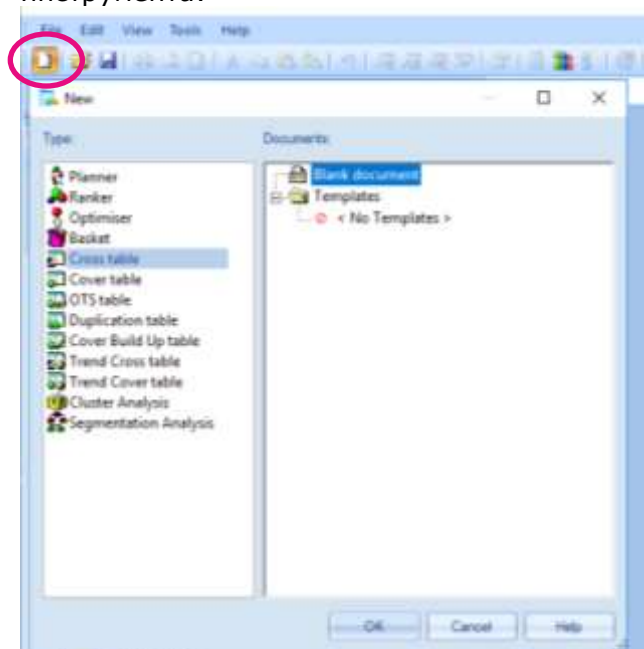 File Edit View Tools Help
New
Type: Documents:
Planner
Ranker
Optimiser
Basket
Cross table
Cover table
OTS table
Duplication table
Cover Build Up table
Trend Cross table
Trend Cover table
Cluster Analysis
Segmentation Analysis
Blank document
Templates
< No Templates >
OK Cancel Help